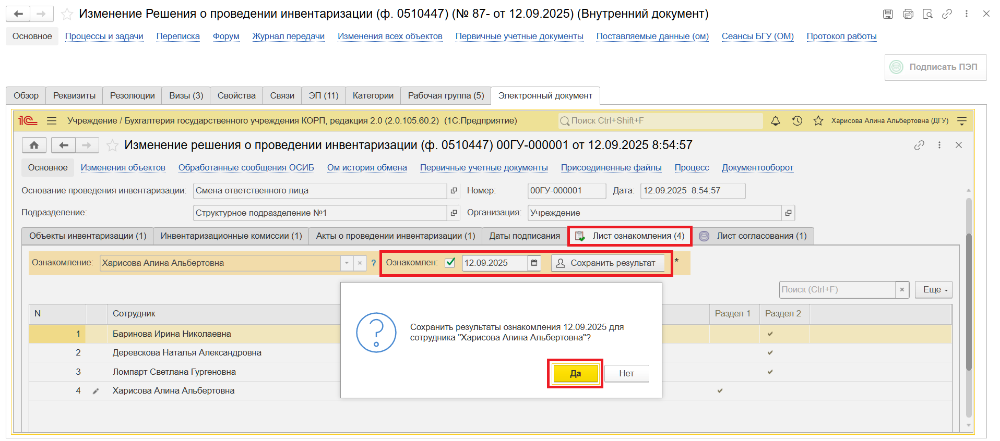 Изменение Решения о проведении инвентаризации (ф. 0510447) (№ 87- от 12.09.2025) (Внутренний документ)
Основное Процессы и задачи Переписка Форум Журнал передачи Изменения всех объектов Первичные учетные документы Поставляемые данные (ом) Сеансы БГУ (ОМ) Протокол работы
Подписать ПЭП
Обзор Реквизиты Резолюции Визы (3) Свойства Связи ЭП (11) Категории Рабочая группа (5) Электронный документ
1С Учреждение / Бухгалтерия государственного учреждения КОРП, редакция 2.0 (2.0.105.60.2) (1С:Предприятие) Поиск Ctrl+Shift+F Харисова Алина Альбертовна (ДГУ)
Изменение решения о проведении инвентаризации (ф. 0510447) 00ГУ-000001 от 12.09.2025 8:54:57
Основное Изменения объектов Обработанные сообщения ОСИБ Ом история обмена Первичные учетные документы Присоединенные файлы Процесс Документооборот
Основание проведения инвентаризации: Смена ответственного лица Номер: 00ГУ-000001 Дата: 12.09.2025 8:54:57
Подразделение: Структурное подразделение №1 Организация: Учреждение
Объекты инвентаризации (1) Инвентаризационные комиссии (1) Акты о проведении инвентаризации (1) Даты подписания Лист ознакомления (4) Лист согласования (1)
Ознакомление: Харисова Алина Альбертовна ? Ознакомлен: 12.09.2025 Сохранить результат *
Поиск (Ctrl+F) × Еще
N Сотрудник Раздел 1 Раздел 2
1 Баринова Ирина Николаевна
2 Деревскова Наталья Александровна
3 Ломпарт Светлана Гургеновна
4 Харисова Алина Альбертовна
Сохранить результаты ознакомления 12.09.2025 для
сотрудника "Харисова Алина Альбертовна"?
Да Нет